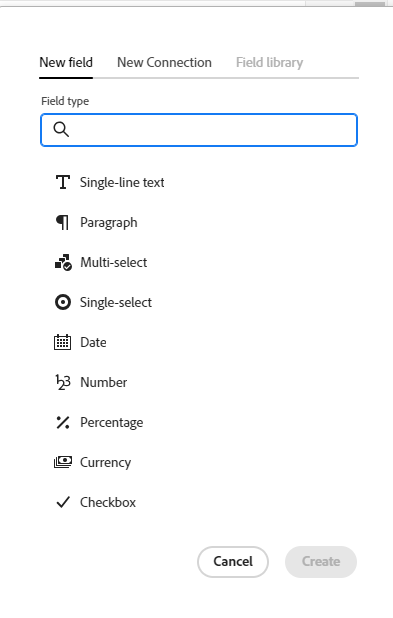 New field New Connection Field library
Field type
Single-line text
Paragraph
Multi-select
Single-select
Date
Number
Percentage
Currency
Checkbox
Cancel Create